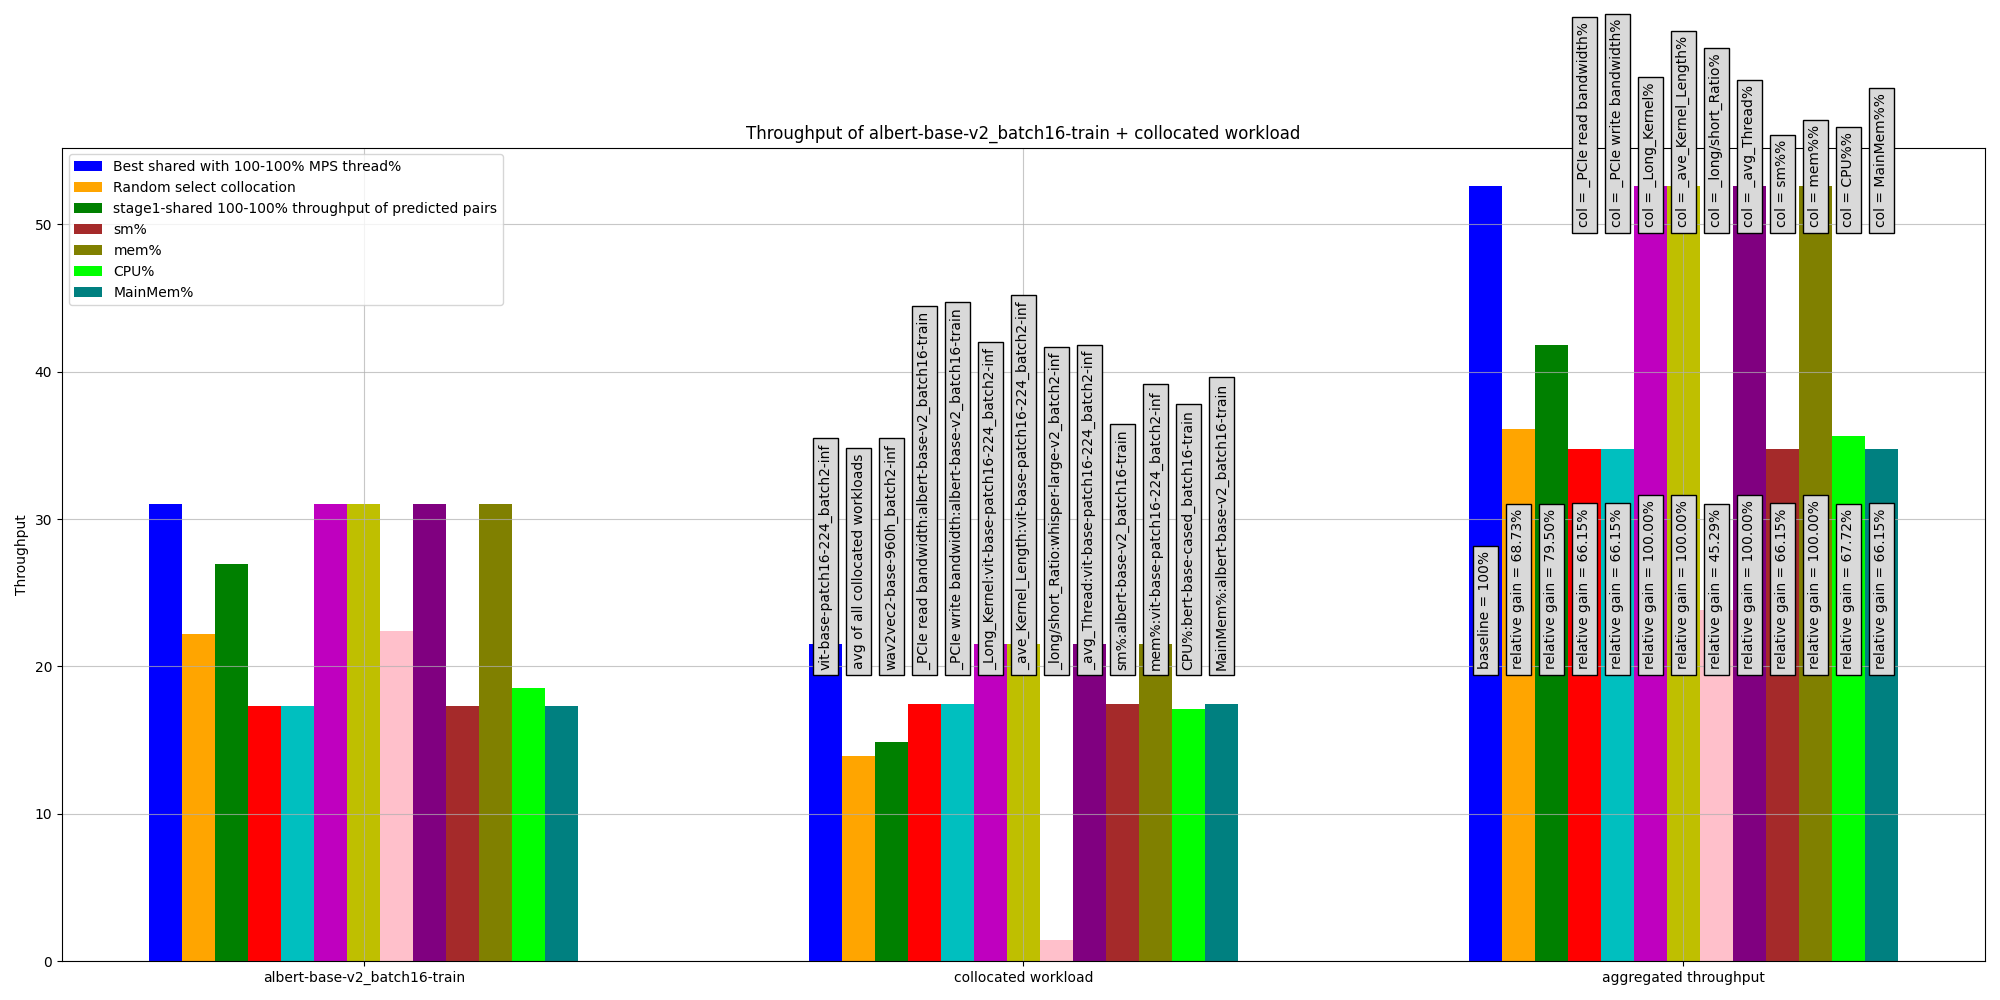 col = _PCIe read bandwidth%
col = _PCIe write bandwidth%
col = _Long_Kernel%
col = _ave_Kernel_Length%
col = _long/short_Ratio%
col = _avg_Thread%
col = sm%%
col = mem%%
col = CPU%%
col = MainMem%%
Throughput of albert-base-v2_batch16-train + collocated workload
Best shared with 100-100% MPS thread%
Random select collocation
stage1-shared 100-100% throughput of predicted pairs
sm%
mem%
CPU%
MainMem%
Throughput
50
40
30
20
10
0
vit-base-patch16-224_batch2-inf
avg of all collocated workloads
wav2vec2-base-960h_batch2-inf
_PCIe read bandwidth:albert-base-v2_batch16-train
_PCIe write bandwidth:albert-base-v2_batch16-train
_Long_Kernel:vit-base-patch16-224_batch2-inf
_ave_Kernel_Length:vit-base-patch16-224_batch2-inf
_long/short_Ratio:whisper-large-v2_batch2-inf
_avg_Thread:vit-base-patch16-224_batch2-inf
sm%:albert-base-v2_batch16-train
mem%:vit-base-patch16-224_batch2-inf
CPU%:bert-base-cased_batch16-train
MainMem%:albert-base-v2_batch16-train
baseline = 100%
relative gain = 68.73%
relative gain = 79.50%
relative gain = 66.15%
relative gain = 66.15%
relative gain = 100.00%
relative gain = 100.00%
relative gain = 45.29%
relative gain = 100.00%
relative gain = 66.15%
relative gain = 100.00%
relative gain = 67.72%
relative gain = 66.15%
albert-base-v2_batch16-train
collocated workload
aggregated throughput